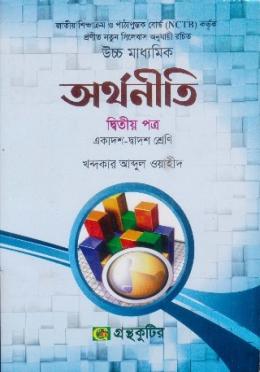 জাতীয় শিক্ষাক্রম ও পাঠ্যপুস্তক বোর্ড (NCTB) কর্তৃক
প্রণীত নতুন সিলেবাস অনুযায়ী রচিত
উচ্চ মাধ্যমিক
অর্থনীতি
দ্বিতীয় পত্র
একাদশ-দ্বাদশ শ্রেণি
খন্দকার আব্দুল ওয়াহীদ
গ্রন্থকুটির